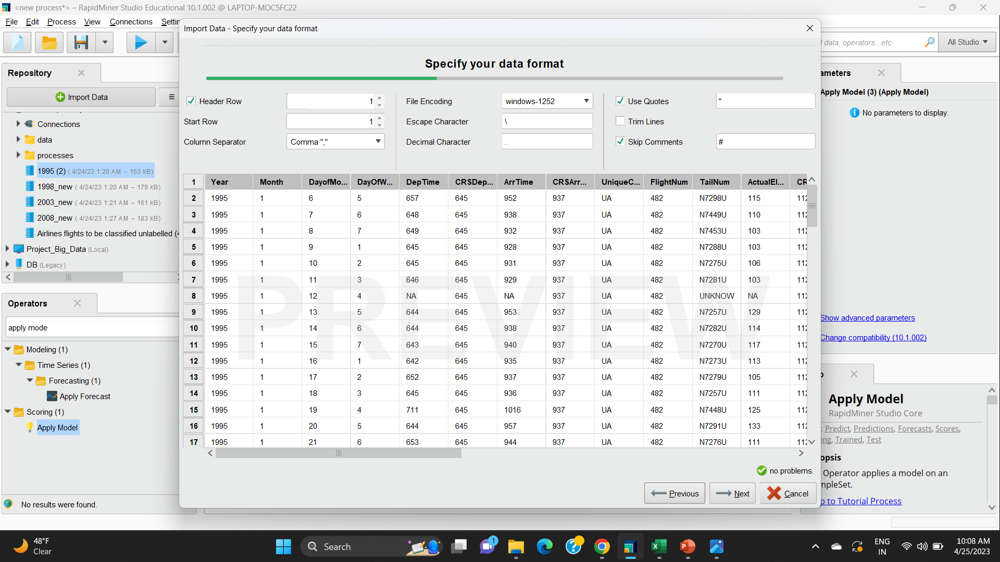 <new process*> – RapidMiner Studio Educational 10.1.002 @ LAPTOP-MOC5FC22
File Edit Process View Connections
Import Data - Specify your data format
data, operators...etc
All Studio
Specify your data format
Repository
Import Data
Connections
data
processes
1995 (2) ( 4/24/23 1:20 AM – 163 kB)
1998_new ( 4/24/23 1:20 AM – 179 kB)
2003_new ( 4/24/23 1:21 AM – 161 kB)
2008_new ( 4/24/23 1:27 AM – 183 kB)
Airlines flights to be classified unlabelled
Project_Big_Data (Local)
DB (Legacy)
Operators
apply mode
Modeling (1)
Time Series (1)
Forecasting (1)
Apply Forecast
Scoring (1)
Apply Model
No results were found.
Header Row 1 File Encoding windows-1252 Use Quotes "
Start Row 1 Escape Character \ Trim Lines
Column Separator Comma "," Decimal Character . Skip Comments #
1 Year Month DayofMo... DayOfW... DepTime CRSDep... ArrTime CRSArr... UniqueC... FlightNum TailNum ActualEl... CR
2 1995 1 6 5 657 645 952 937 UA 482 N7298U 115 112
3 1995 1 7 6 648 645 938 937 UA 482 N7449U 110 112
4 1995 1 8 7 649 645 932 937 UA 482 N7453U 103 112
5 1995 1 9 1 645 645 928 937 UA 482 N7288U 103 112
6 1995 1 10 2 645 645 931 937 UA 482 N7275U 106 112
7 1995 1 11 3 646 645 929 937 UA 482 N7281U 103 112
8 1995 1 12 4 NA 645 NA 937 UA 482 UNKNOW NA 112
9 1995 1 13 5 644 645 953 937 UA 482 N7257U 129 112
10 1995 1 14 6 644 645 938 937 UA 482 N7282U 114 112
11 1995 1 15 7 643 645 940 937 UA 482 N7270U 117 112
12 1995 1 16 1 642 645 935 937 UA 482 N7273U 113 112
13 1995 1 17 2 652 645 937 937 UA 482 N7279U 105 112
14 1995 1 18 3 645 645 936 937 UA 482 N7257U 111 112
15 1995 1 19 4 711 645 1016 937 UA 482 N7448U 125 112
16 1995 1 20 5 644 645 957 937 UA 482 N7291U 133 112
17 1995 1 21 6 653 645 944 937 UA 482 N7276U 111 112
PREVIEW
no problems.
Previous Next Cancel
ameters
Apply Model (3) (Apply Model)
No parameters to display.
Show advanced parameters
Change compatibility (10.1.002)
Apply Model
RapidMiner Studio Core
: Predict, Predictions, Forecasts, Scores,
ing, Trained, Test
opsis
Operator applies a model on an
mpleSet.
p to Tutorial Process
48°F
Clear
Search
1
ENG
IN
10:08 AM
4/25/2023